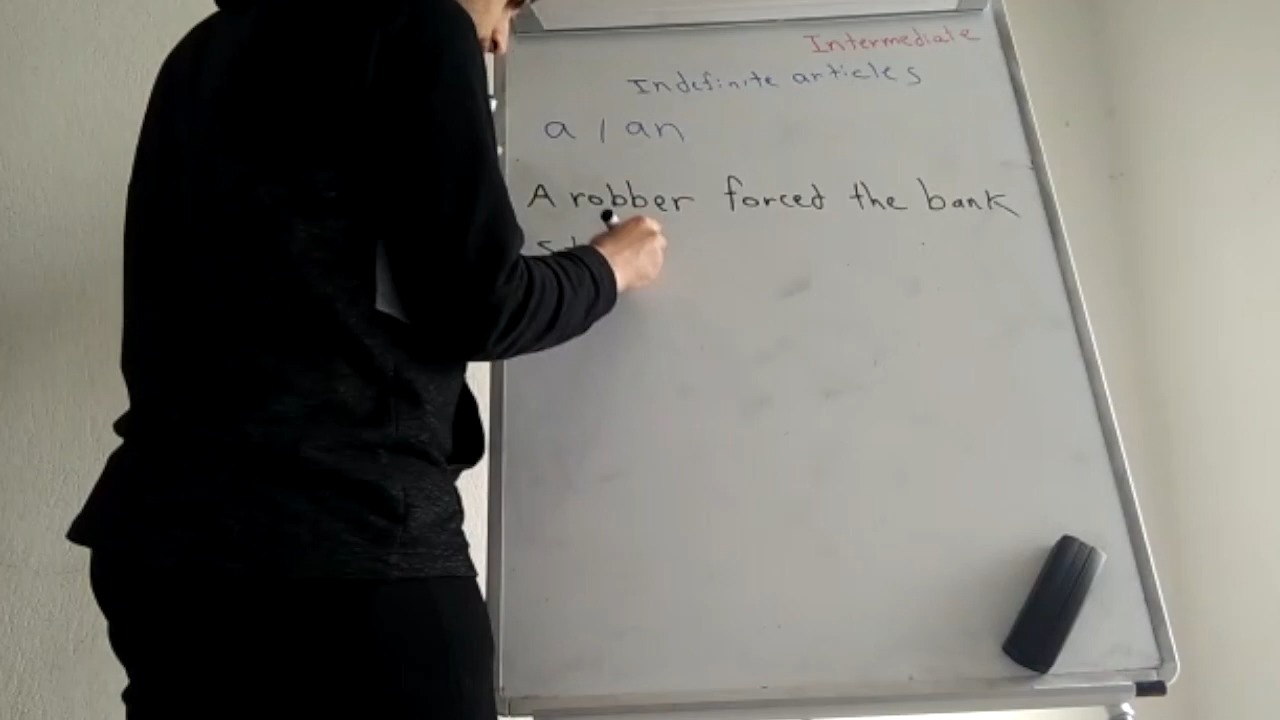 Intermediate
Indefinite articles
a / an
A robber forced the bank